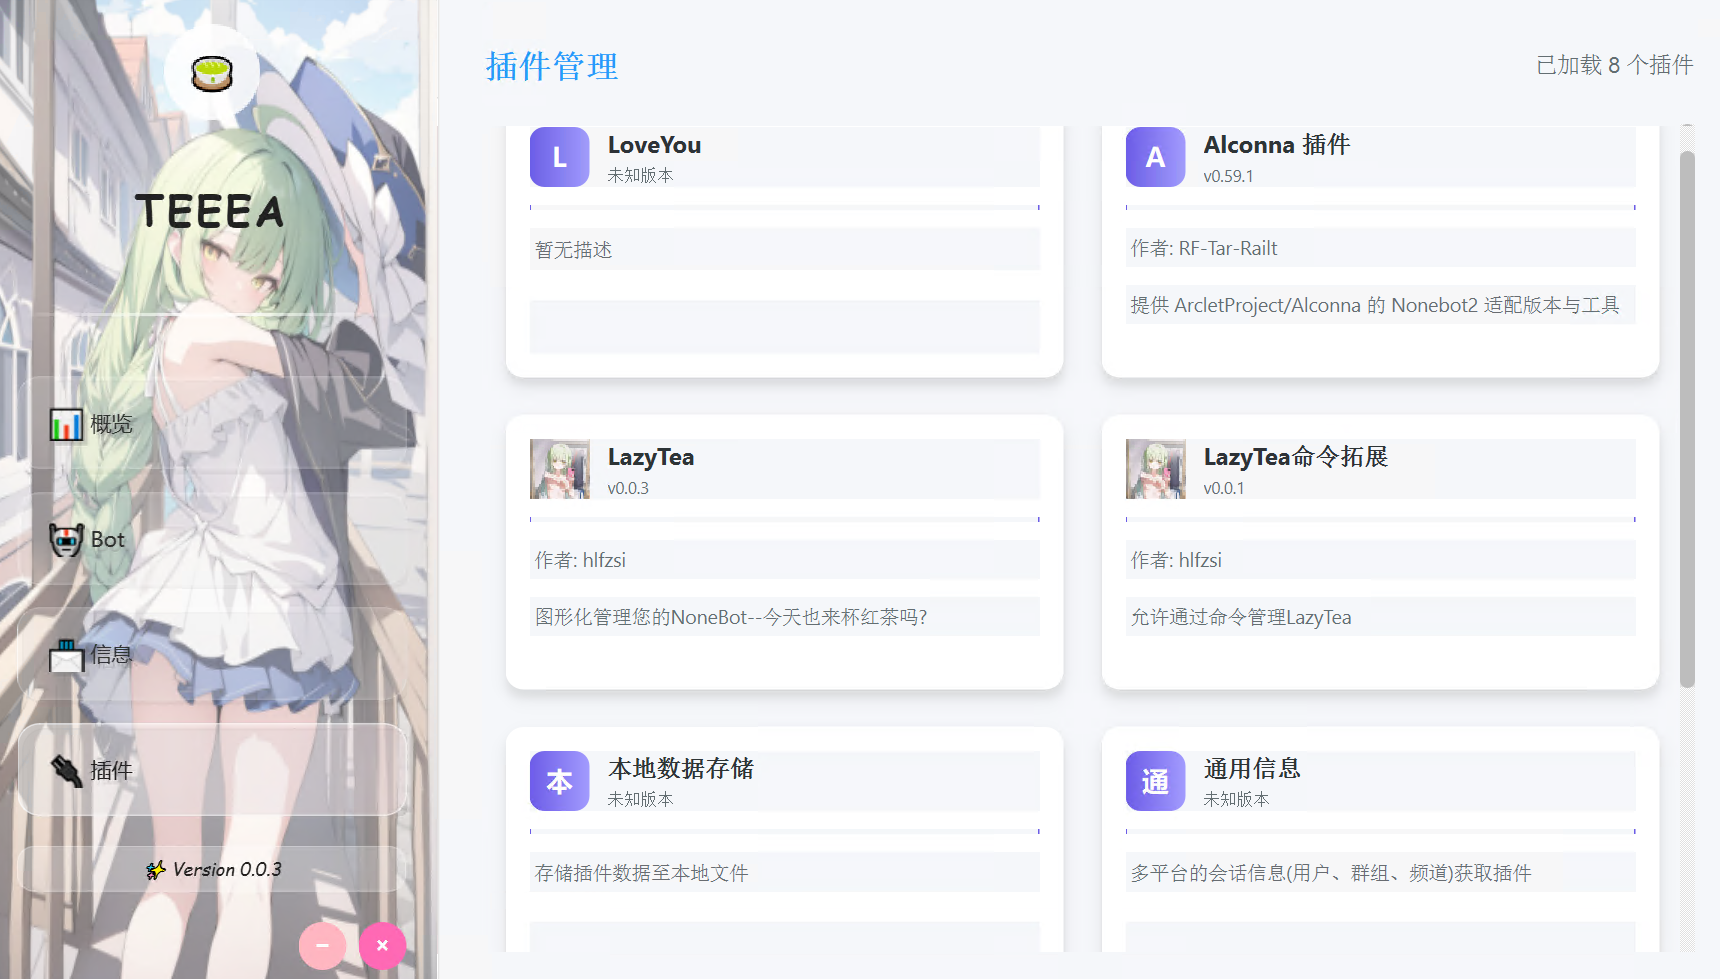 TEEEA
概览
Bot
信息
插件
Version 0.0.3
插件管理
已加载 8 个插件
L
LoveYou
未知版本
暂无描述
A
Alconna 插件
v0.59.1
作者: RF-Tar-Railt
提供 ArcletProject/Alconna 的 Nonebot2 适配版本与工具
LazyTea
v0.0.3
作者: hlfzsi
图形化管理您的NoneBot--今天也来杯红茶吗?
LazyTea命令拓展
v0.0.1
作者: hlfzsi
允许通过命令管理LazyTea
本
本地数据存储
未知版本
存储插件数据至本地文件
通
通用信息
未知版本
多平台的会话信息(用户、群组、频道)获取插件